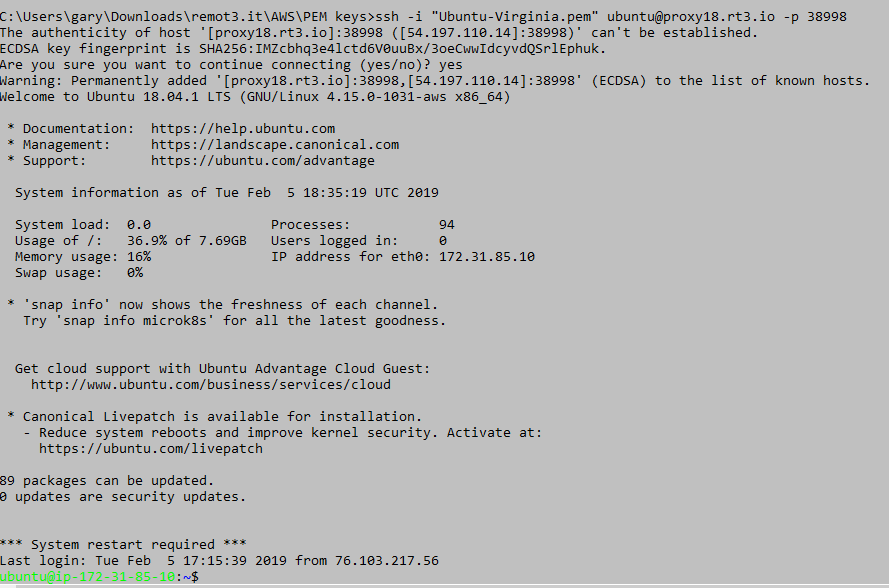 C:\Users\gary\Downloads\remot3.it\AWS\PEM keys>ssh -i "Ubuntu-Virginia.pem" ubuntu@proxy18.rt3.io -p 38998
The authenticity of host '[proxy18.rt3.io]:38998 ([54.197.110.14]:38998)' can't be established.
ECDSA key fingerprint is SHA256:IMZcbhq3e4lctd6V0uuBx/3oeCwwIdcyvdQSrlEphuk.
Are you sure you want to continue connecting (yes/no)? yes
Warning: Permanently added '[proxy18.rt3.io]:38998,[54.197.110.14]:38998' (ECDSA) to the list of known hosts.
Welcome to Ubuntu 18.04.1 LTS (GNU/Linux 4.15.0-1031-aws x86_64)
* Documentation:  https://help.ubuntu.com
* Management:     https://landscape.canonical.com
* Support:        https://ubuntu.com/advantage
System information as of Tue Feb  5 18:35:19 UTC 2019
System load:  0.0               Processes:           94
Usage of /:   36.9% of 7.69GB   Users logged in:     0
Memory usage: 16%               IP address for eth0: 172.31.85.10
Swap usage:   0%
* 'snap info' now shows the freshness of each channel.
Try 'snap info microk8s' for all the latest goodness.
Get cloud support with Ubuntu Advantage Cloud Guest:
http://www.ubuntu.com/business/services/cloud
* Canonical Livepatch is available for installation.
- Reduce system reboots and improve kernel security. Activate at:
https://ubuntu.com/livepatch
89 packages can be updated.
0 updates are security updates.
*** System restart required ***
Last login: Tue Feb  5 17:15:39 2019 from 76.103.217.56
ubuntu@ip-172-31-85-10:~$